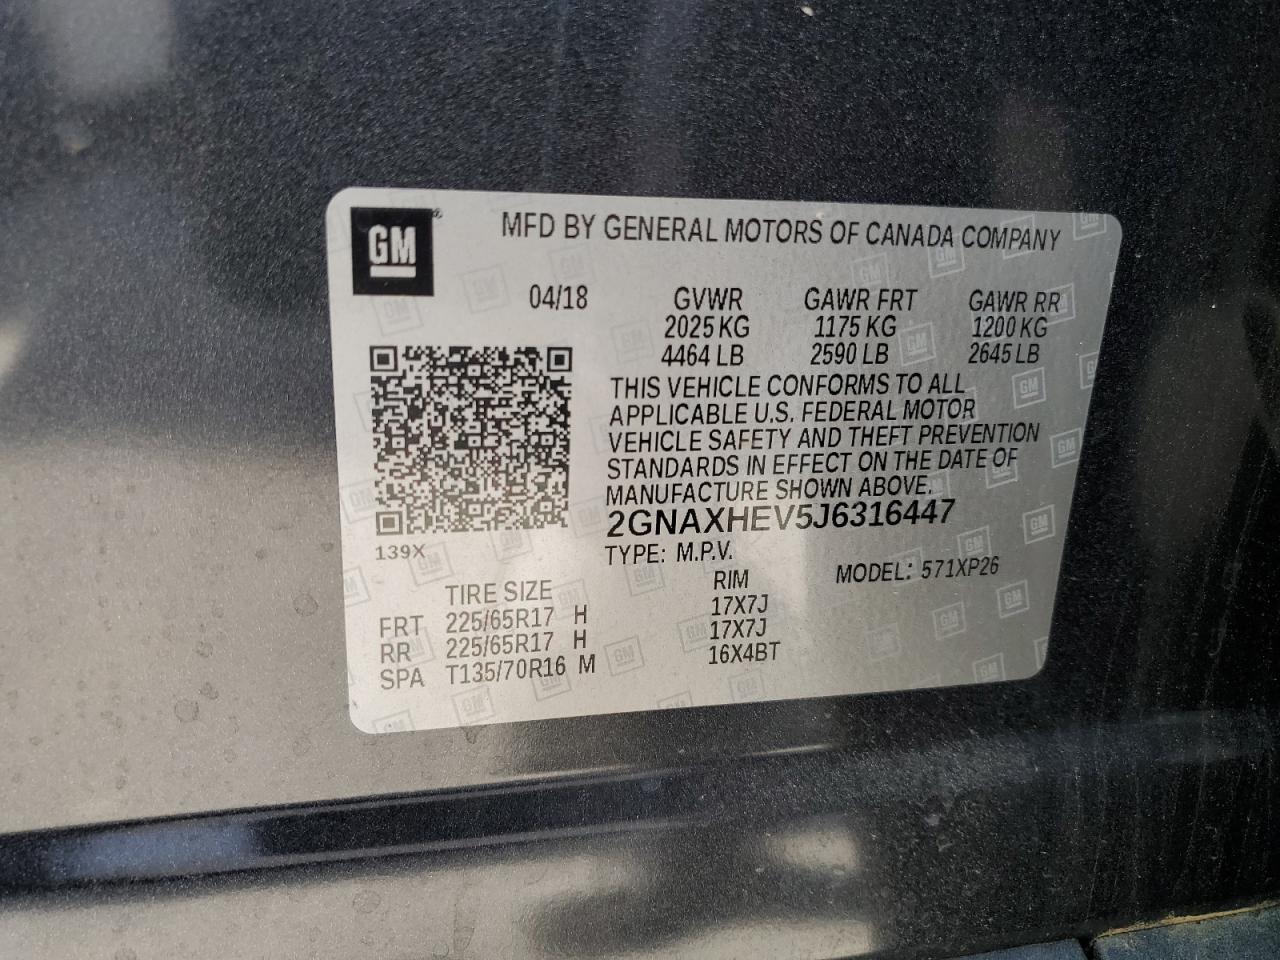 GM®
MFD BY GENERAL MOTORS OF CANADA COMPANY
04/18 GVWR GAWR FRT GAWR RR
2025 KG 1175 KG 1200 KG
4464 LB 2590 LB 2645 LB
THIS VEHICLE CONFORMS TO ALL
APPLICABLE U.S. FEDERAL MOTOR
VEHICLE SAFETY AND THEFT PREVENTION
STANDARDS IN EFFECT ON THE DATE OF
MANUFACTURE SHOWN ABOVE.
2GNAXHEV5J6316447
139X
TYPE: M.P.V. MODEL: 571XP26
TIRE SIZE RIM
FRT 225/65R17 H 17X7J
RR 225/65R17 H 17X7J
SPA T135/70R16 M 16X4BT